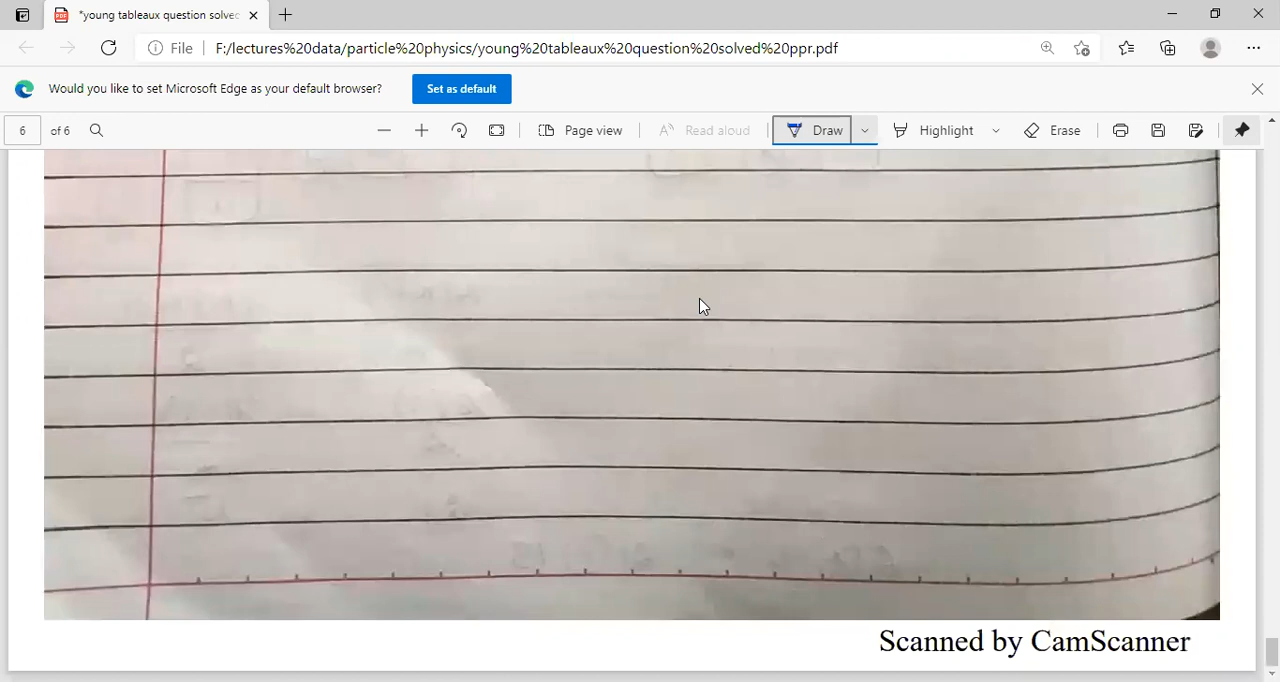 *young tableaux question solved
File F:/lectures%20data/particle%20physics/young%20tableaux%20question%20solved%20ppr.pdf
Would you like to set Microsoft Edge as your default browser? Set as default
6 of 6 Page view Read aloud Draw Highlight Erase
Scanned by CamScanner